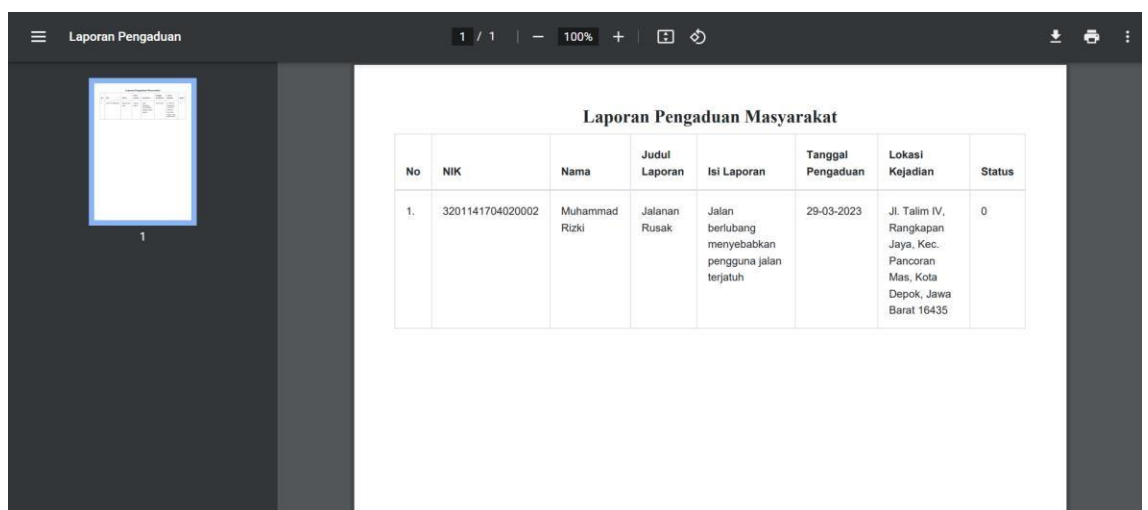 Laporan Pengaduan
1 / 1
100%
1
Laporan Pengaduan Masyarakat
No
NIK
Nama
Judul
Laporan
Isi Laporan
Tanggal
Pengaduan
Lokasi
Kejadian
Status
1.
3201141704020002
Muhammad
Rizki
Jalanan
Rusak
Jalan
berlubang
menyebabkan
pengguna jalan
terjatuh
29-03-2023
Jl. Talim IV,
Rangkapan
Jaya, Kec.
Pancoran
Mas, Kota
Depok, Jawa
Barat 16435
0